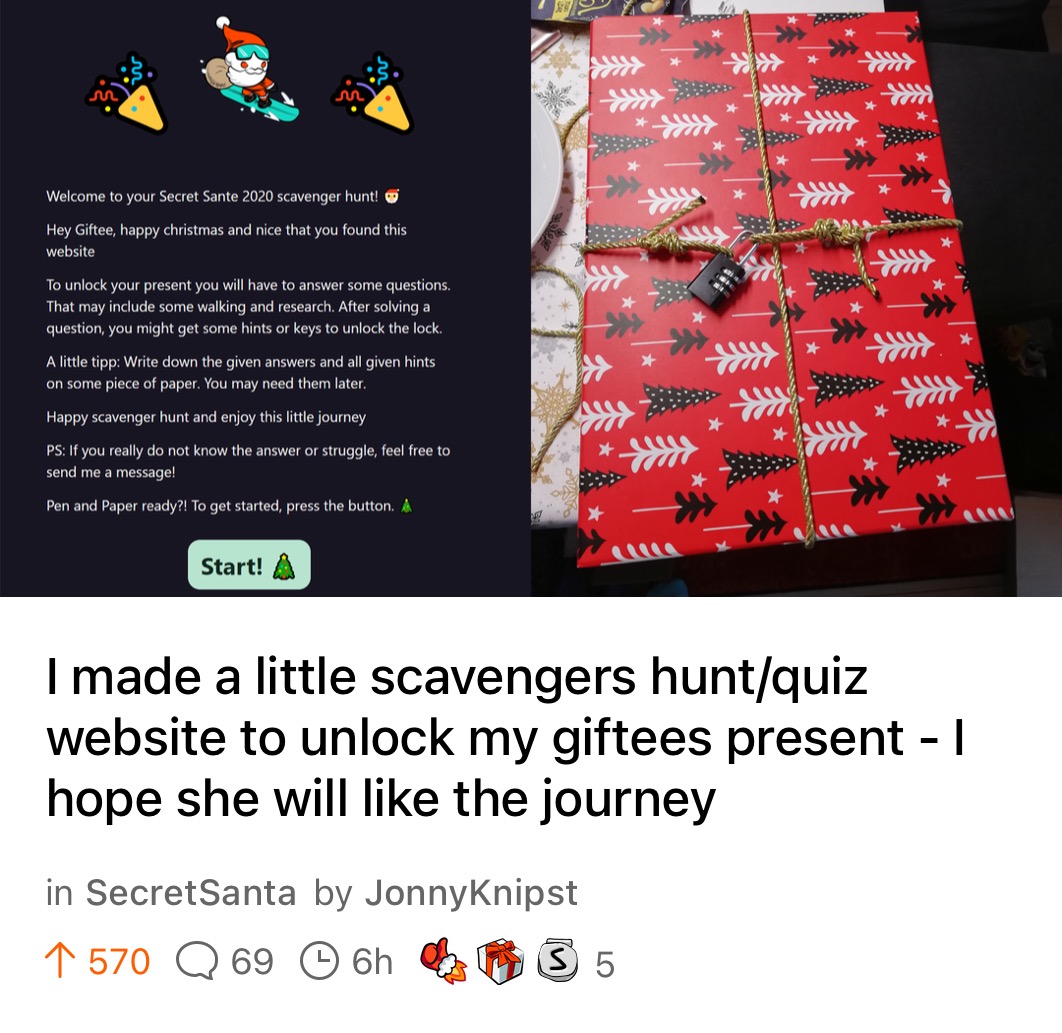 Welcome to your Secret Sante 2020 scavenger hunt! 🎅
Hey Giftee, happy christmas and nice that you found this
website
To unlock your present you will have to answer some questions.
That may include some walking and research. After solving a
question, you might get some hints or keys to unlock the lock.
A little tipp: Write down the given answers and all given hints
on some piece of paper. You may need them later.
Happy scavenger hunt and enjoy this little journey
PS: If you really do not know the answer or struggle, feel free to
send me a message!
Pen and Paper ready?! To get started, press the button. 🎄
Start! 🎄
I made a little scavengers hunt/quiz
website to unlock my giftees present - I
hope she will like the journey
in SecretSanta by JonnyKnipst
570 69 6h S 5